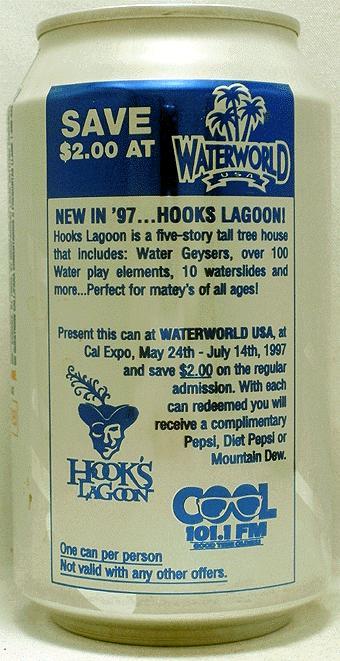 SAVE
$2.00 AT
WATERWORLD
USA
NEW IN '97...HOOKS LAGOON!
Hooks Lagoon is a five-story tall tree house
that includes: Water Geysers, over 100
Water play elements, 10 waterslides and
more...Perfect for matey's of all ages!
Present this can at WATERWORLD USA, at
Cal Expo, May 24th - July 14th, 1997
and save $2.00 on the regular
admission. With each
can redeemed you will
receive a complimentary
Pepsi, Diet Pepsi or
Mountain Dew.
HOOK'S
LAGOON
COOL
101.1 FM
GOOD TIME OLDIES
One can per person
Not valid with any other offers.